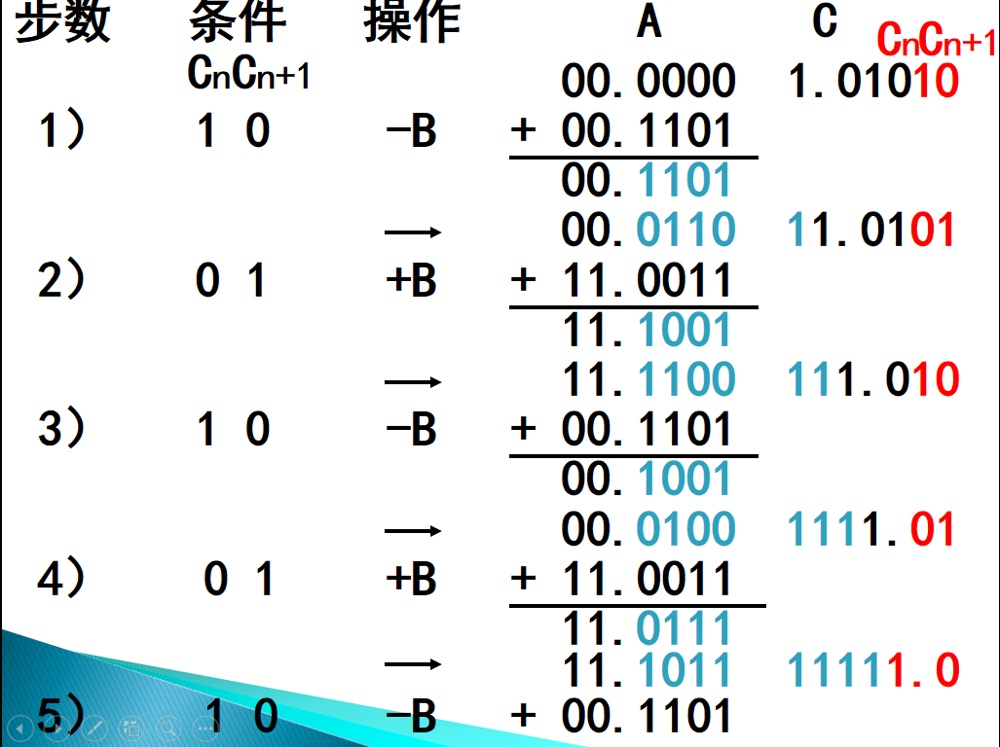 步数 条件 操作 A C
CnCn+1 CnCn+1
00.0000 1.01010
1) 1 0 -B + 00.1101
00.1101
→ 00.0110 11.0101
2) 0 1 +B + 11.0011
11.1001
→ 11.1100 111.010
3) 1 0 -B + 00.1101
00.1001
→ 00.0100 1111.01
4) 0 1 +B + 11.0011
11.0111
→ 11.1011 11111.0
5) 1 0 -B + 00.1101